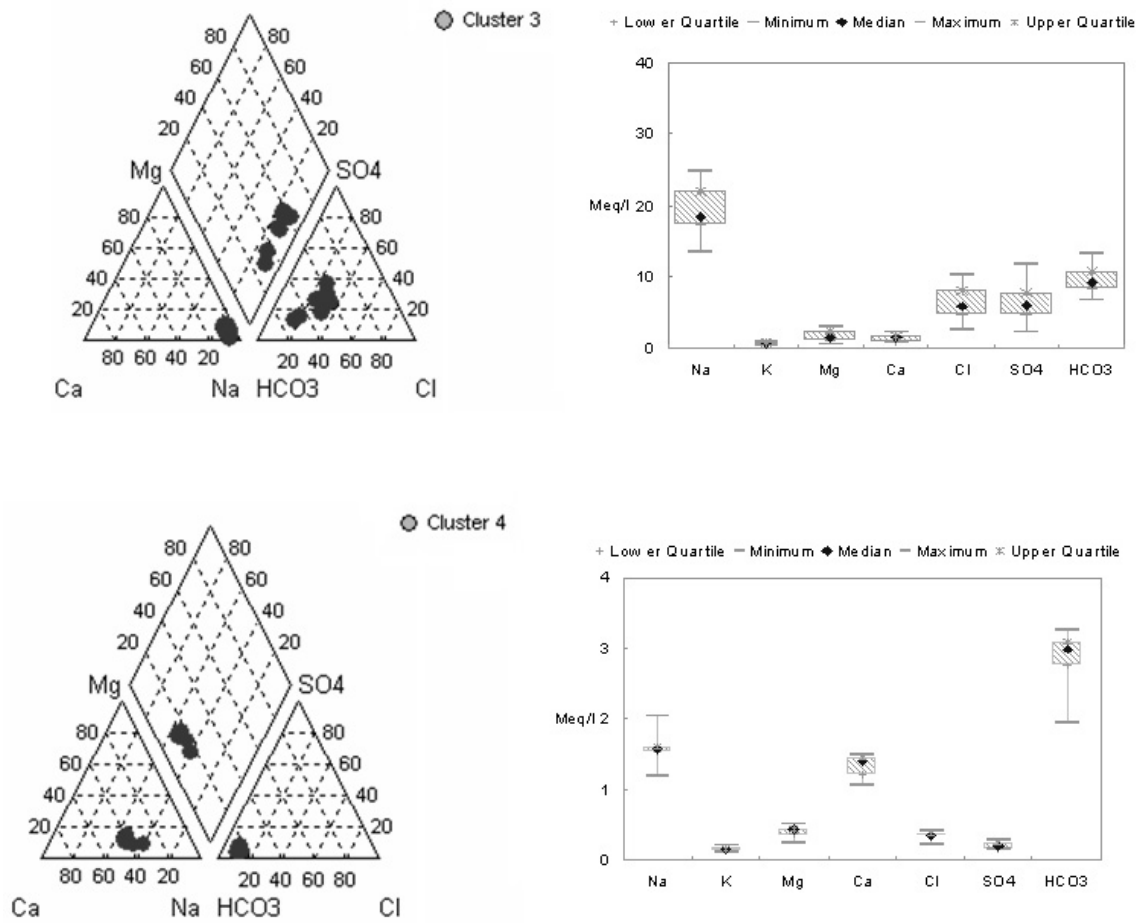 Cluster 3
80 80
60 60
40 40
20 20
Mg SO4
80 80
60 60
40 40
20 20
80 60 40 20 20 40 60 80
Ca Na HCO3 Cl
Lower Quartile Minimum Median Maximum Upper Quartile
40
30
Meq/l 20
10
0
Na K Mg Ca Cl SO4 HCO3
Cluster 4
80 80
60 60
40 40
20 20
Mg SO4
80 80
60 60
40 40
20 20
80 60 40 20 20 40 60 80
Ca Na HCO3 Cl
Lower Quartile Minimum Median Maximum Upper Quartile
4
3
Meq/l 2
1
0
Na K Mg Ca Cl SO4 HCO3